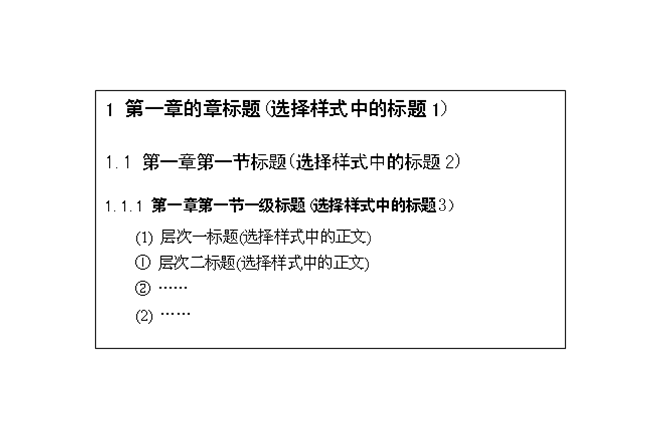 1 第一章的章标题(选择样式中的标题1)
1.1 第一章第一节标题(选择样式中的标题2)
1.1.1 第一章第一节一级标题(选择样式中的标题3)
(1) 层次一标题(选择样式中的正文)
① 层次二标题(选择样式中的正文)
② ……
(2) ……